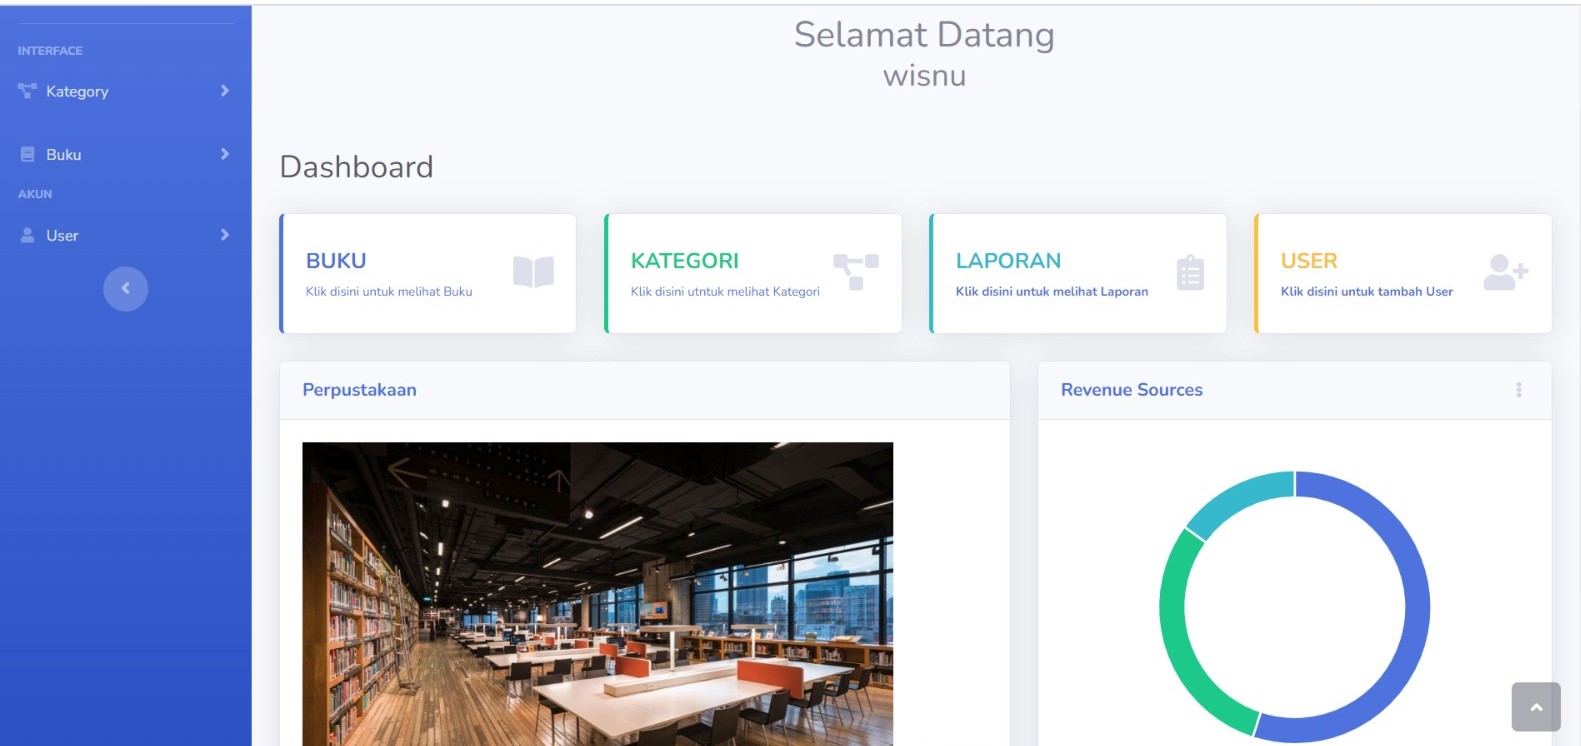 INTERFACE
Kategory
Buku
AKUN
User
Selamat Datang
wisnu
Dashboard
BUKU
Klik disini untuk melihat Buku
KATEGORI
Klik disini utntuk melihat Kategori
LAPORAN
Klik disini untuk melihat Laporan
USER
Klik disini untuk tambah User
Perpustakaan
Revenue Sources